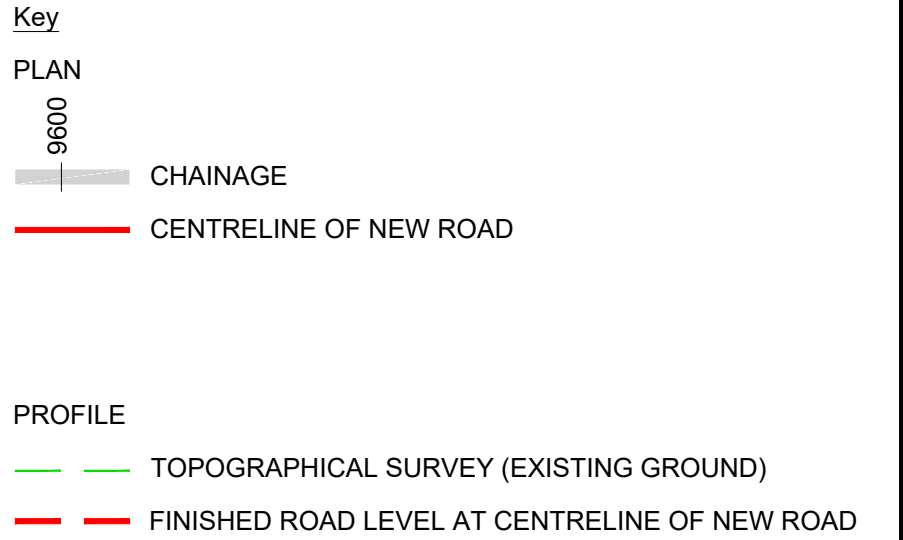 Key
PLAN
9600
CHAINAGE
CENTRELINE OF NEW ROAD
PROFILE
TOPOGRAPHICAL SURVEY (EXISTING GROUND)
FINISHED ROAD LEVEL AT CENTRELINE OF NEW ROAD